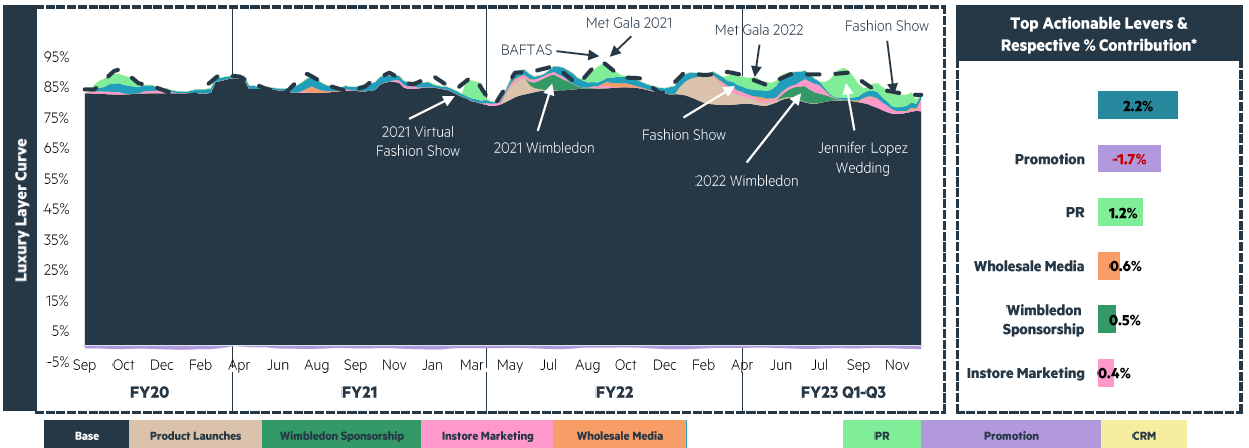 Top Actionable Levers &
Respective % Contribution*
Luxury Layer Curve
95%
85%
75%
65%
55%
45%
35%
25%
15%
5%
-5%
BAFTAS
Met Gala 2021
Met Gala 2022
Fashion Show
2021 Virtual
Fashion Show
2021 Wimbledon
Fashion Show
2022 Wimbledon
Jennifer Lopez
Wedding
Sep Oct Dec Feb Apr Jun Aug Sep Nov Jan Mar May Jul Aug Oct Dec Feb Apr Jun Jul Sep Nov
FY20 FY21 FY22 FY23 Q1-Q3
2.2%
Promotion -1.7%
PR 1.2%
Wholesale Media 0.6%
Wimbledon
Sponsorship 0.5%
Instore Marketing 0.4%
Base Product Launches Wimbledon Sponsorship Instore Marketing Wholesale Media PR Promotion CRM